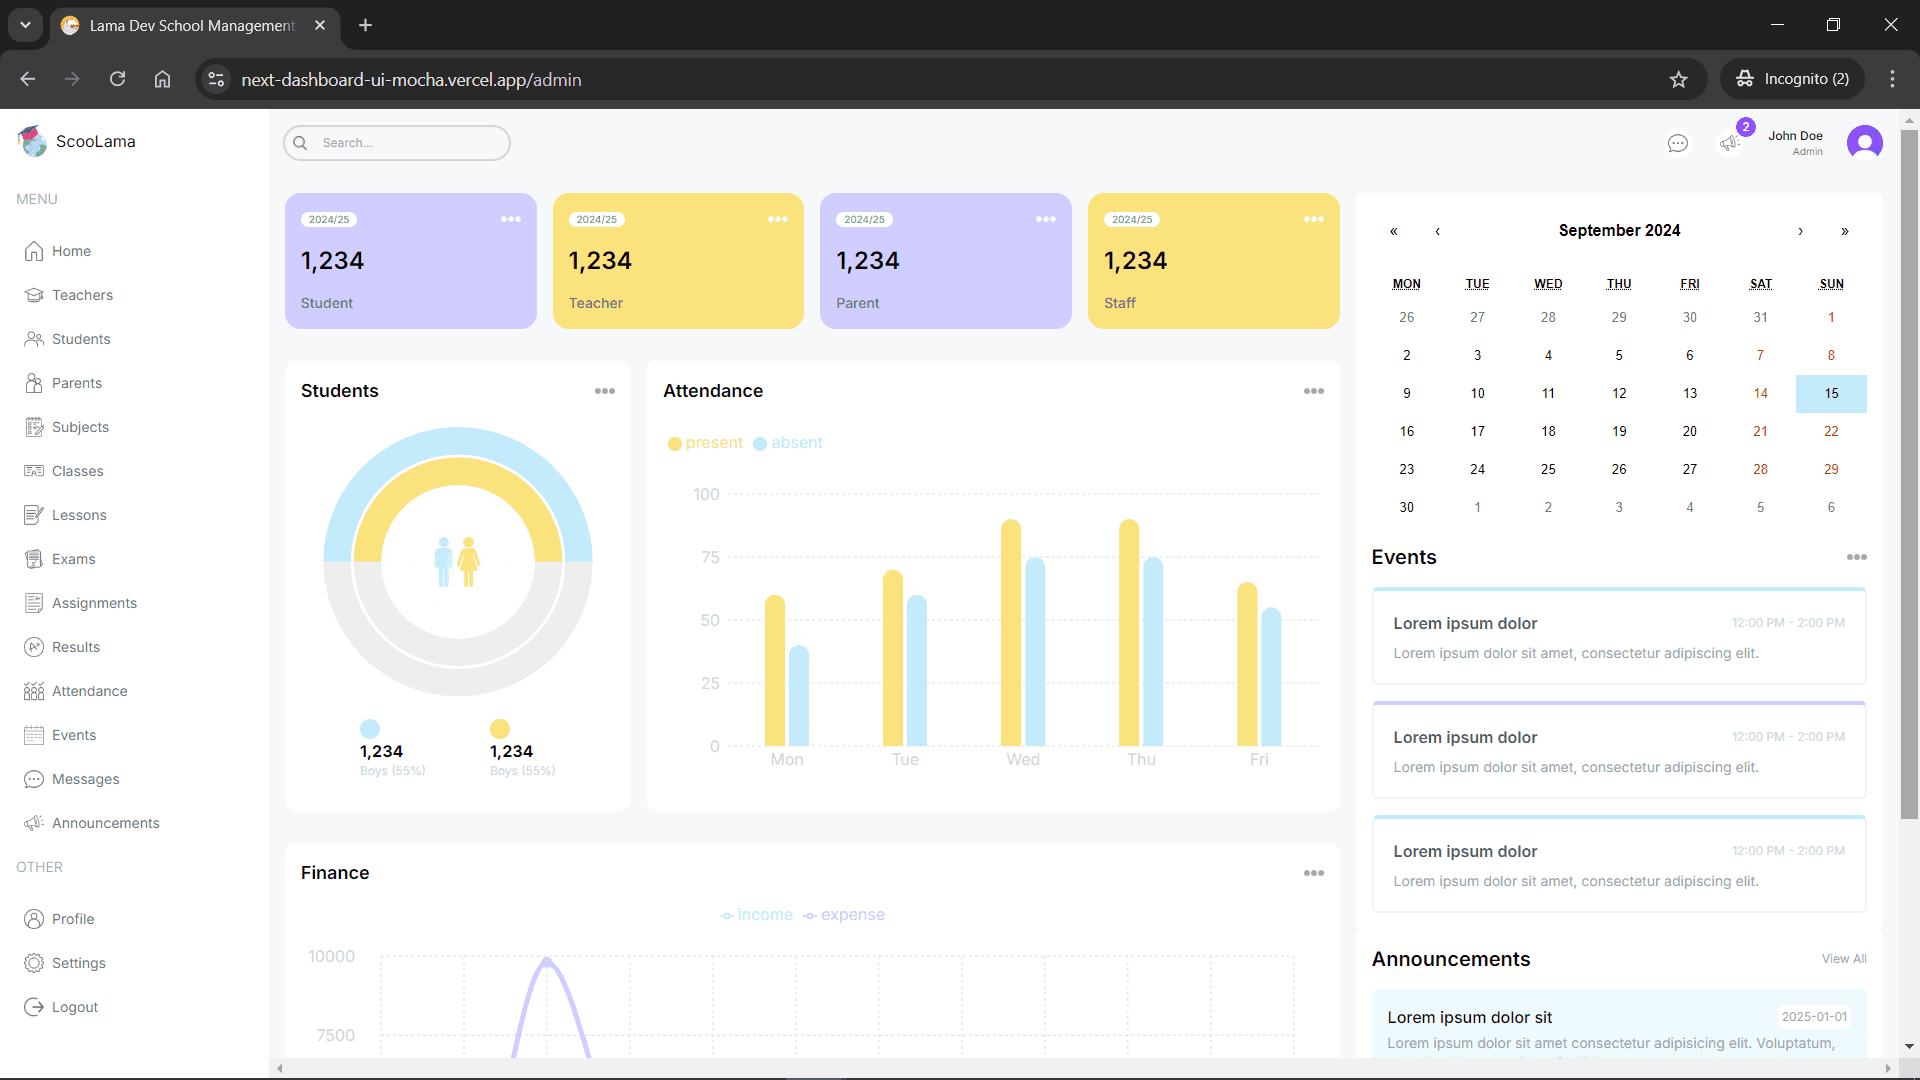 Lama Dev School Management
next-dashboard-ui-mocha.vercel.app/admin
Incognito (2)
ScooLama
MENU
Home
Teachers
Students
Parents
Subjects
Classes
Lessons
Exams
Assignments
Results
Attendance
Events
Messages
Announcements
OTHER
Profile
Settings
Logout
Search...
2
John Doe
Admin
2024/25
1,234
Student
2024/25
1,234
Teacher
2024/25
1,234
Parent
2024/25
1,234
Staff
Students
1,234
Boys (55%)
1,234
Boys (55%)
Attendance
present absent
100
75
50
25
0
Mon Tue Wed Thu Fri
Finance
income expense
10000
7500
« ‹ September 2024 › »
MON TUE WED THU FRI SAT SUN
26 27 28 29 30 31 1
2 3 4 5 6 7 8
9 10 11 12 13 14 15
16 17 18 19 20 21 22
23 24 25 26 27 28 29
30 1 2 3 4 5 6
Events
Lorem ipsum dolor 12:00 PM - 2:00 PM
Lorem ipsum dolor sit amet, consectetur adipiscing elit.
Lorem ipsum dolor 12:00 PM - 2:00 PM
Lorem ipsum dolor sit amet, consectetur adipiscing elit.
Lorem ipsum dolor 12:00 PM - 2:00 PM
Lorem ipsum dolor sit amet, consectetur adipiscing elit.
Announcements View All
Lorem ipsum dolor sit 2025-01-01
Lorem ipsum dolor sit amet consectetur adipisicing elit. Voluptatum,